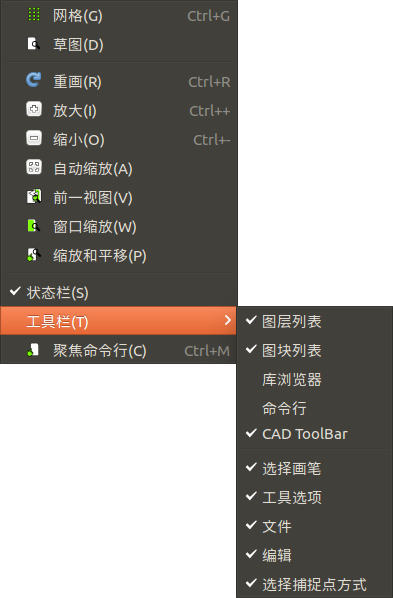 网格(G) Ctrl+G
草图(D)
重画(R) Ctrl+R
放大(I) Ctrl++
缩小(O) Ctrl+-
自动缩放(A)
前一视图(V)
窗口缩放(W)
缩放和平移(P)
状态栏(S)
工具栏(T)
聚焦命令行(C) Ctrl+M
图层列表
图块列表
库浏览器
命令行
CAD ToolBar
选择画笔
工具选项
文件
编辑
选择捕捉点方式